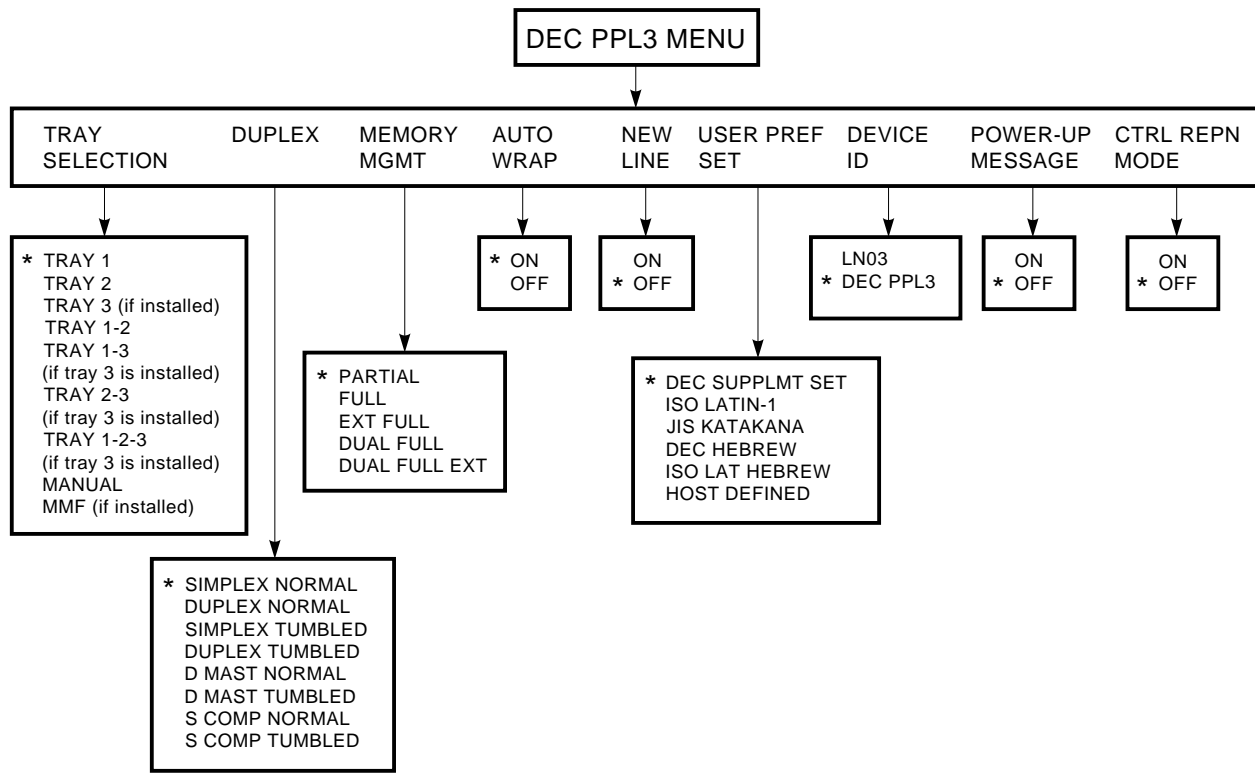 DEC PPL3 MENU
TRAY SELECTION
DUPLEX
MEMORY MGMT
AUTO WRAP
NEW LINE
USER PREF SET
DEVICE ID
POWER-UP MESSAGE
CTRL REPN MODE
* TRAY 1
TRAY 2
TRAY 3 (if installed)
TRAY 1-2
TRAY 1-3
(if tray 3 is installed)
TRAY 2-3
(if tray 3 is installed)
TRAY 1-2-3
(if tray 3 is installed)
MANUAL
MMF (if installed)
* SIMPLEX NORMAL
DUPLEX NORMAL
SIMPLEX TUMBLED
DUPLEX TUMBLED
D MAST NORMAL
D MAST TUMBLED
S COMP NORMAL
S COMP TUMBLED
* PARTIAL
FULL
EXT FULL
DUAL FULL
DUAL FULL EXT
* ON
OFF
ON
* OFF
* DEC SUPPLMT SET
ISO LATIN-1
JIS KATAKANA
DEC HEBREW
ISO LAT HEBREW
HOST DEFINED
LN03
* DEC PPL3
ON
* OFF
ON
* OFF